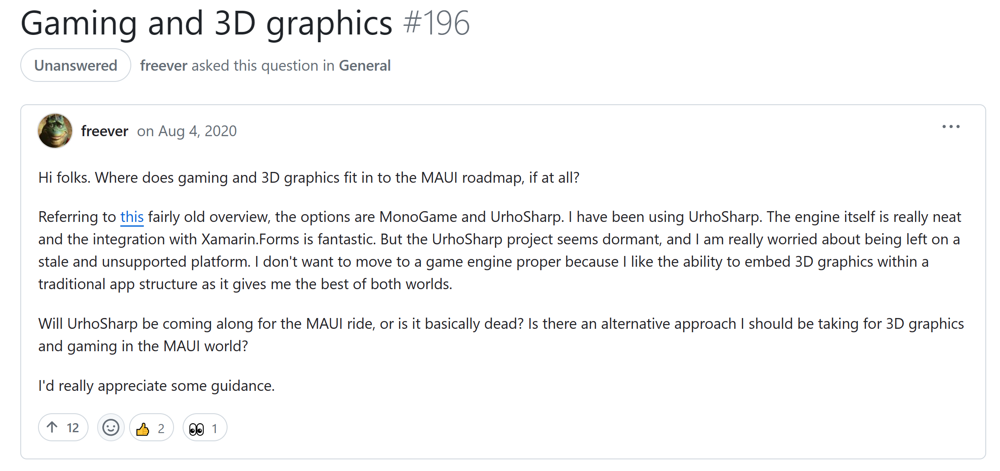 Gaming and 3D graphics #196
Unanswered freever asked this question in General
freever on Aug 4, 2020
Hi folks. Where does gaming and 3D graphics fit in to the MAUI roadmap, if at all?
Referring to this fairly old overview, the options are MonoGame and UrhoSharp. I have been using UrhoSharp. The engine itself is really neat
and the integration with Xamarin.Forms is fantastic. But the UrhoSharp project seems dormant, and I am really worried about being left on a
stale and unsupported platform. I don't want to move to a game engine proper because I like the ability to embed 3D graphics within a
traditional app structure as it gives me the best of both worlds.
Will UrhoSharp be coming along for the MAUI ride, or is it basically dead? Is there an alternative approach I should be taking for 3D graphics
and gaming in the MAUI world?
I'd really appreciate some guidance.
12 2 1